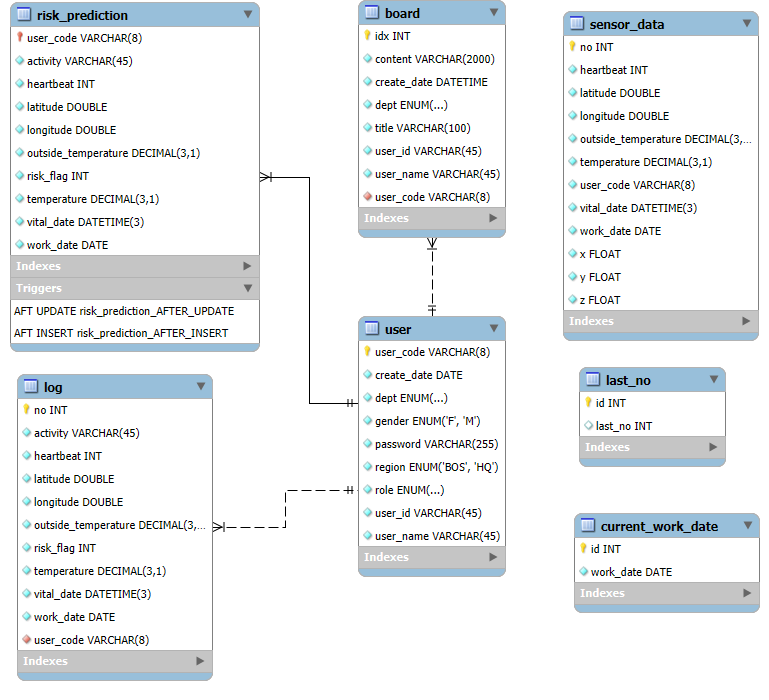 risk_prediction
user_code VARCHAR(8)
activity VARCHAR(45)
heartbeat INT
latitude DOUBLE
longitude DOUBLE
outside_temperature DECIMAL(3,1)
risk_flag INT
temperature DECIMAL(3,1)
vital_date DATETIME(3)
work_date DATE
Indexes
Triggers
AFT UPDATE risk_prediction_AFTER_UPDATE
AFT INSERT risk_prediction_AFTER_INSERT
board
idx INT
content VARCHAR(2000)
create_date DATETIME
dept ENUM(...)
title VARCHAR(100)
user_id VARCHAR(45)
user_name VARCHAR(45)
user_code VARCHAR(8)
Indexes
sensor_data
no INT
heartbeat INT
latitude DOUBLE
longitude DOUBLE
outside_temperature DECIMAL(3,...
temperature DECIMAL(3,1)
user_code VARCHAR(8)
vital_date DATETIME(3)
work_date DATE
x FLOAT
y FLOAT
z FLOAT
Indexes
log
no INT
activity VARCHAR(45)
heartbeat INT
latitude DOUBLE
longitude DOUBLE
outside_temperature DECIMAL(3,...
risk_flag INT
temperature DECIMAL(3,1)
vital_date DATETIME(3)
work_date DATE
user_code VARCHAR(8)
Indexes
user
user_code VARCHAR(8)
create_date DATE
dept ENUM(...)
gender ENUM('F', 'M')
password VARCHAR(255)
region ENUM('BOS', 'HQ')
role ENUM(...)
user_id VARCHAR(45)
user_name VARCHAR(45)
Indexes
last_no
id INT
last_no INT
Indexes
current_work_date
id INT
work_date DATE
Indexes